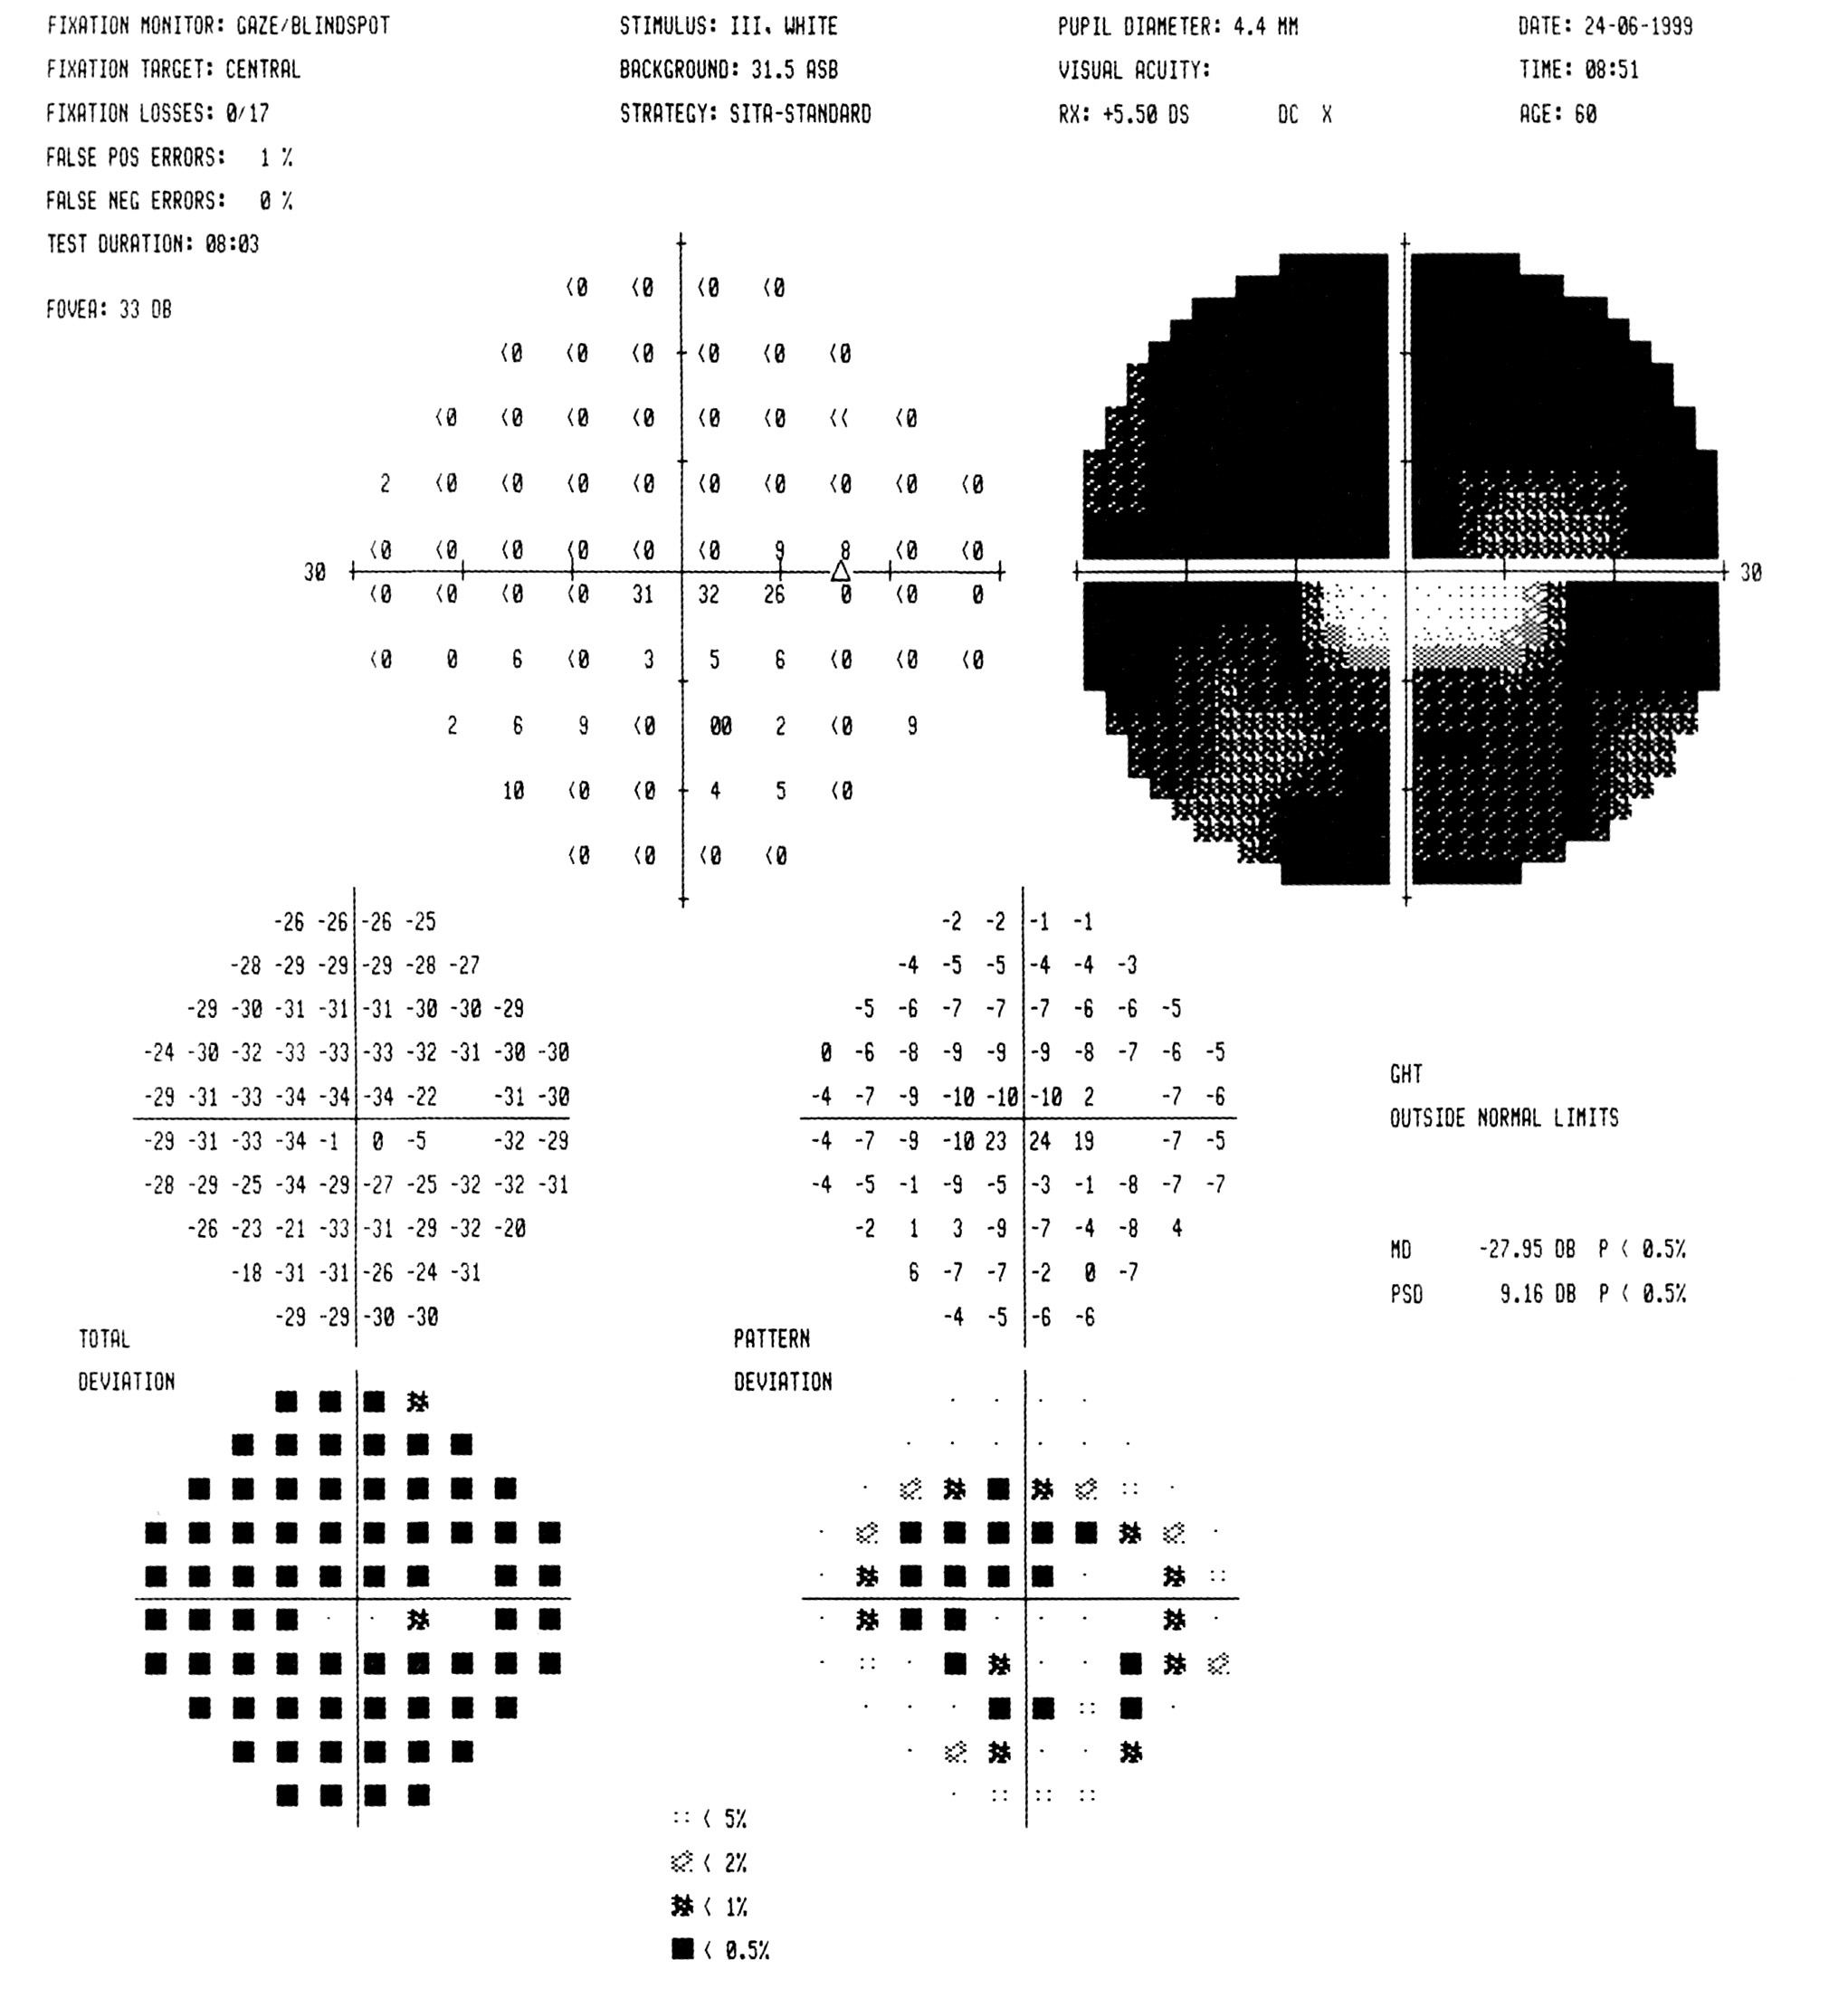 FIXATION MONITOR: GAZE/BLINDSPOT STIMULUS: III, WHITE PUPIL DIAMETER: 4.4 MM DATE: 24-06-1999
FIXATION TARGET: CENTRAL BACKGROUND: 31.5 ASB VISUAL ACUITY: TIME: 08:51
FIXATION LOSSES: 0/17 STRATEGY: SITA-STANDARD RX: +5.50 DS DC X AGE: 60
FALSE POS ERRORS: 1 %
FALSE NEG ERRORS: 0 %
TEST DURATION: 08:03
FOVEA: 33 DB
<0 <0 <0 <0
<0 <0 <0 <0 <0 <0
<0 <0 <0 <0 <0 <0 << <0
2 <0 <0 <0 <0 <0 <0 <0 <0 <0
<0 <0 <0 <0 <0 <0 9 8 <0 <0
30 30
<0 <0 <0 <0 31 32 26 0 <0 0
<0 0 6 <0 3 5 6 <0 <0 <0
2 6 9 <0 00 2 <0 9
10 <0 <0 4 5 <0
<0 <0 <0 <0
-26 -26 -26 -25
-28 -29 -29 -29 -28 -27
-29 -30 -31 -31 -31 -30 -30 -29
-24 -30 -32 -33 -33 -33 -32 -31 -30 -30
-29 -31 -33 -34 -34 -34 -22 -31 -30
-29 -31 -33 -34 -1 0 -5 -32 -29
-28 -29 -25 -34 -29 -27 -25 -32 -32 -31
-26 -23 -21 -33 -31 -29 -32 -20
-18 -31 -31 -26 -24 -31
-29 -29 -30 -30
TOTAL
DEVIATION
-2 -2 -1 -1
-4 -5 -5 -4 -4 -3
-5 -6 -7 -7 -7 -6 -6 -5
0 -6 -8 -9 -9 -9 -8 -7 -6 -5
-4 -7 -9 -10 -10 -10 2 -7 -6
-4 -7 -9 -10 23 24 19 -7 -5
-4 -5 -1 -9 -5 -3 -1 -8 -7 -7
-2 1 3 -9 -7 -4 -8 4
6 -7 -7 -2 0 -7
-4 -5 -6 -6
PATTERN
DEVIATION
GHT
OUTSIDE NORMAL LIMITS
MD -27.95 DB P < 0.5%
PSD 9.16 DB P < 0.5%
< 5%
< 2%
< 1%
< 0.5%